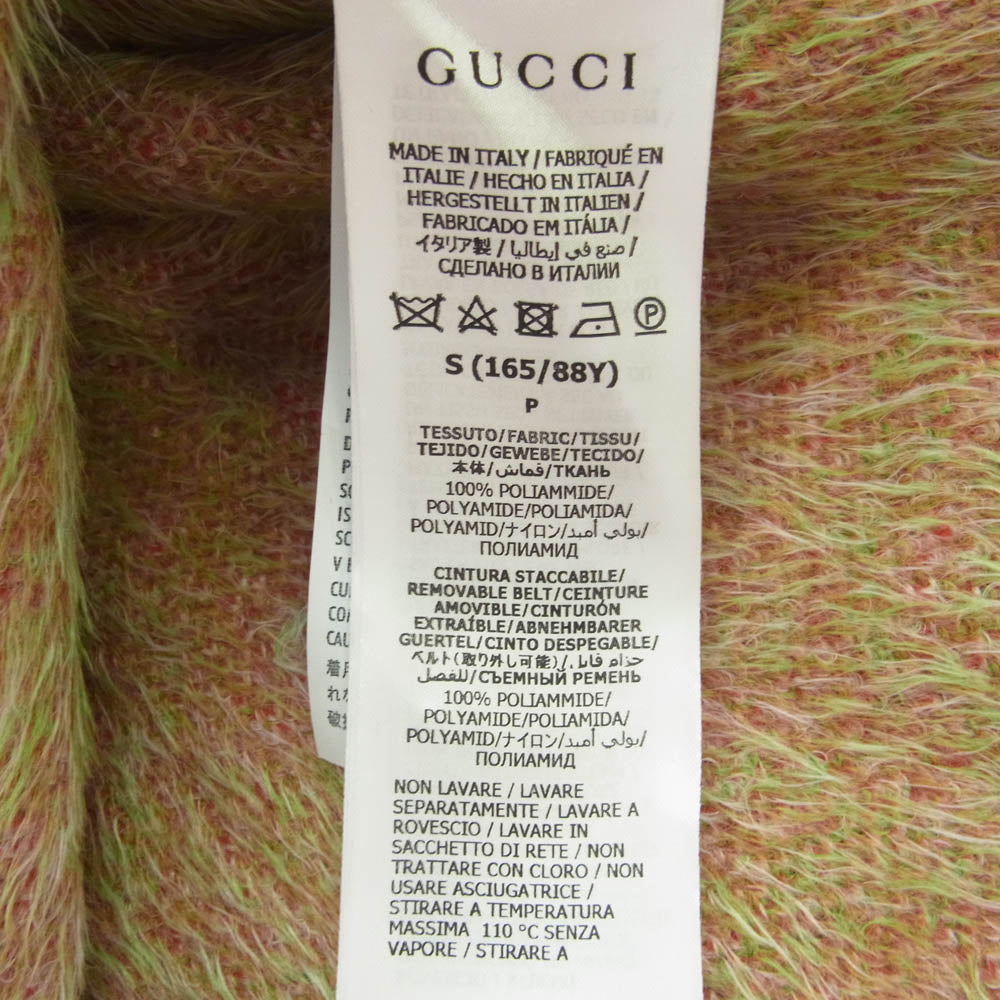 GUCCI
MADE IN ITALY / FABRIQUÉ EN
ITALIE / HECHO EN ITALIA /
HERGESTELLT IN ITALIEN /
FABRICADO EM ITÁLIA /
イタリア製 / صنع في إيطاليا /
СДЕЛАНО В ИТАЛИИ
P
S (165/88Y)
P
TESSUTO/FABRIC/TISSU/
TEJIDO/GEWEBE/TECIDO/
本体/قماش/ТКАНЬ
100% POLIAMMIDE/
POLYAMIDE/POLIAMIDA/
POLYAMID/ナイロン/بولي أميد/
ПОЛИАМИД
CINTURA STACCABILE/
REMOVABLE BELT/CEINTURE
AMOVIBLE/CINTURÓN
EXTRAÍBLE/ABNEHMBARER
GUERTEL/CINTO DESPEGABLE/
ベルト(取り外し可能)/حزام قابل
للفصل/СЪЕМНЫЙ РЕМЕНЬ
100% POLIAMMIDE/
POLYAMIDE/POLIAMIDA/
POLYAMID/ナイロン/بولي أميد/
ПОЛИАМИД
NON LAVARE / LAVARE
SEPARATAMENTE / LAVARE A
ROVESCIO / LAVARE IN
SACCHETTO DI RETE / NON
TRATTARE CON CLORO / NON
USARE ASCIUGATRICE /
STIRARE A TEMPERATURA
MASSIMA 110 °C SENZA
VAPORE / STIRARE A